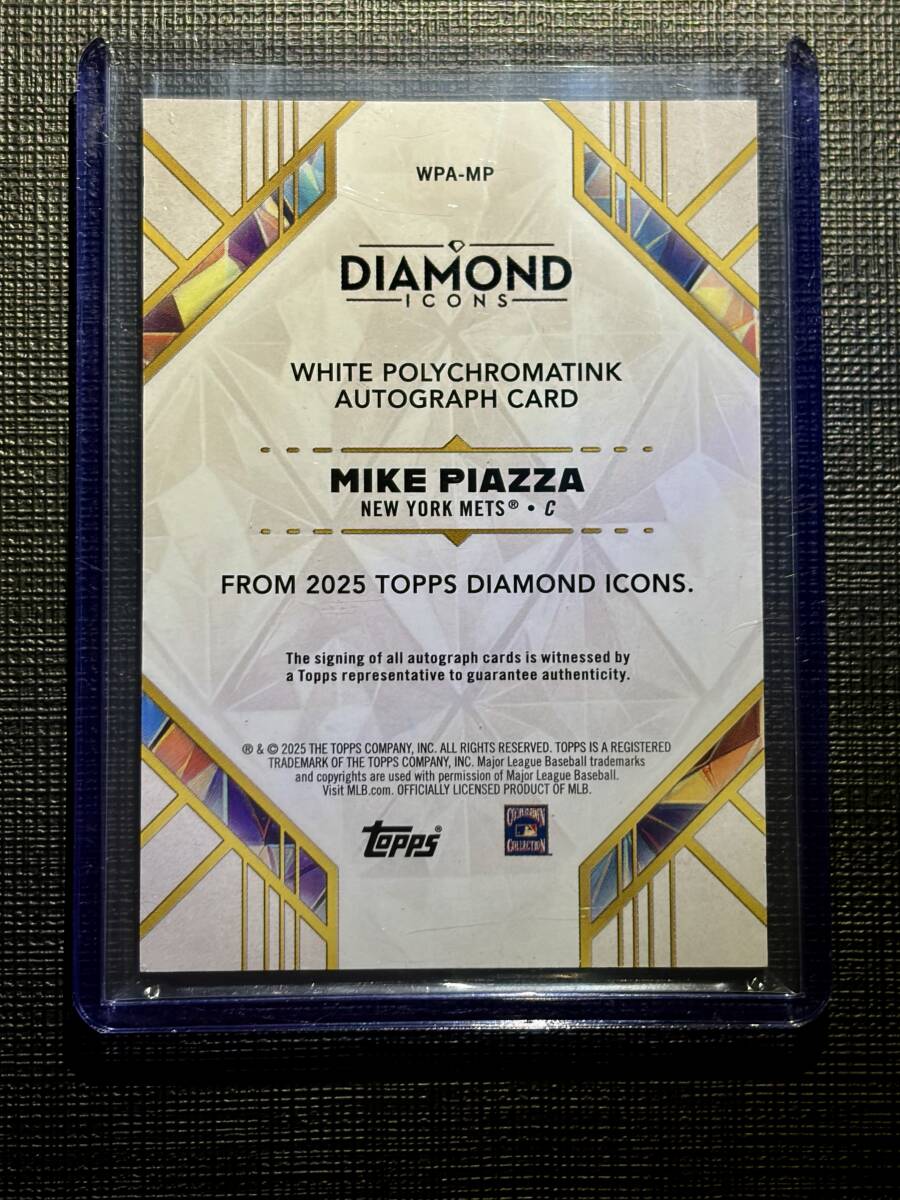 WPA-MP
DIAMOND
ICONS
WHITE POLYCHROMATINK
AUTOGRAPH CARD
MIKE PIAZZA
NEW YORK METS® • C
FROM 2025 TOPPS DIAMOND ICONS.
The signing of all autograph cards is witnessed by
a Topps representative to guarantee authenticity.
® & © 2025 THE TOPPS COMPANY, INC. ALL RIGHTS RESERVED. TOPPS IS A REGISTERED
TRADEMARK OF THE TOPPS COMPANY, INC. Major League Baseball trademarks
and copyrights are used with permission of Major League Baseball.
Visit MLB.com. OFFICIALLY LICENSED PRODUCT OF MLB.
topps®
COOPERSTOWN
COLLECTION